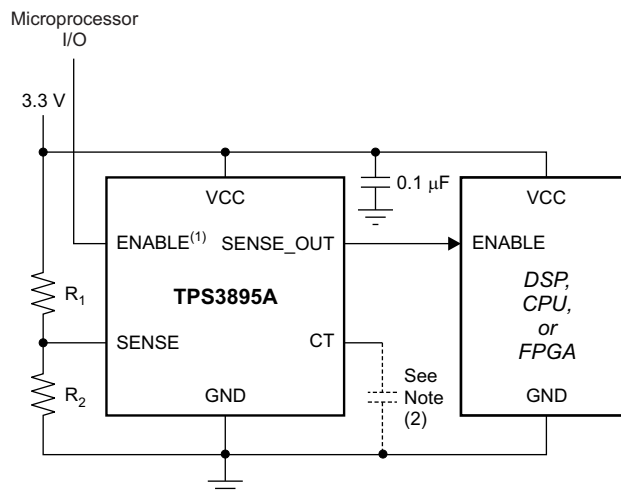 Microprocessor
I/O
3.3 V
VCC
0.1 μF
VCC
ENABLE(1)
SENSE_OUT
ENABLE
R1
TPS3895A
DSP,
CPU,
or
FPGA
SENSE
CT
R2
See
Note
(2)
GND
GND